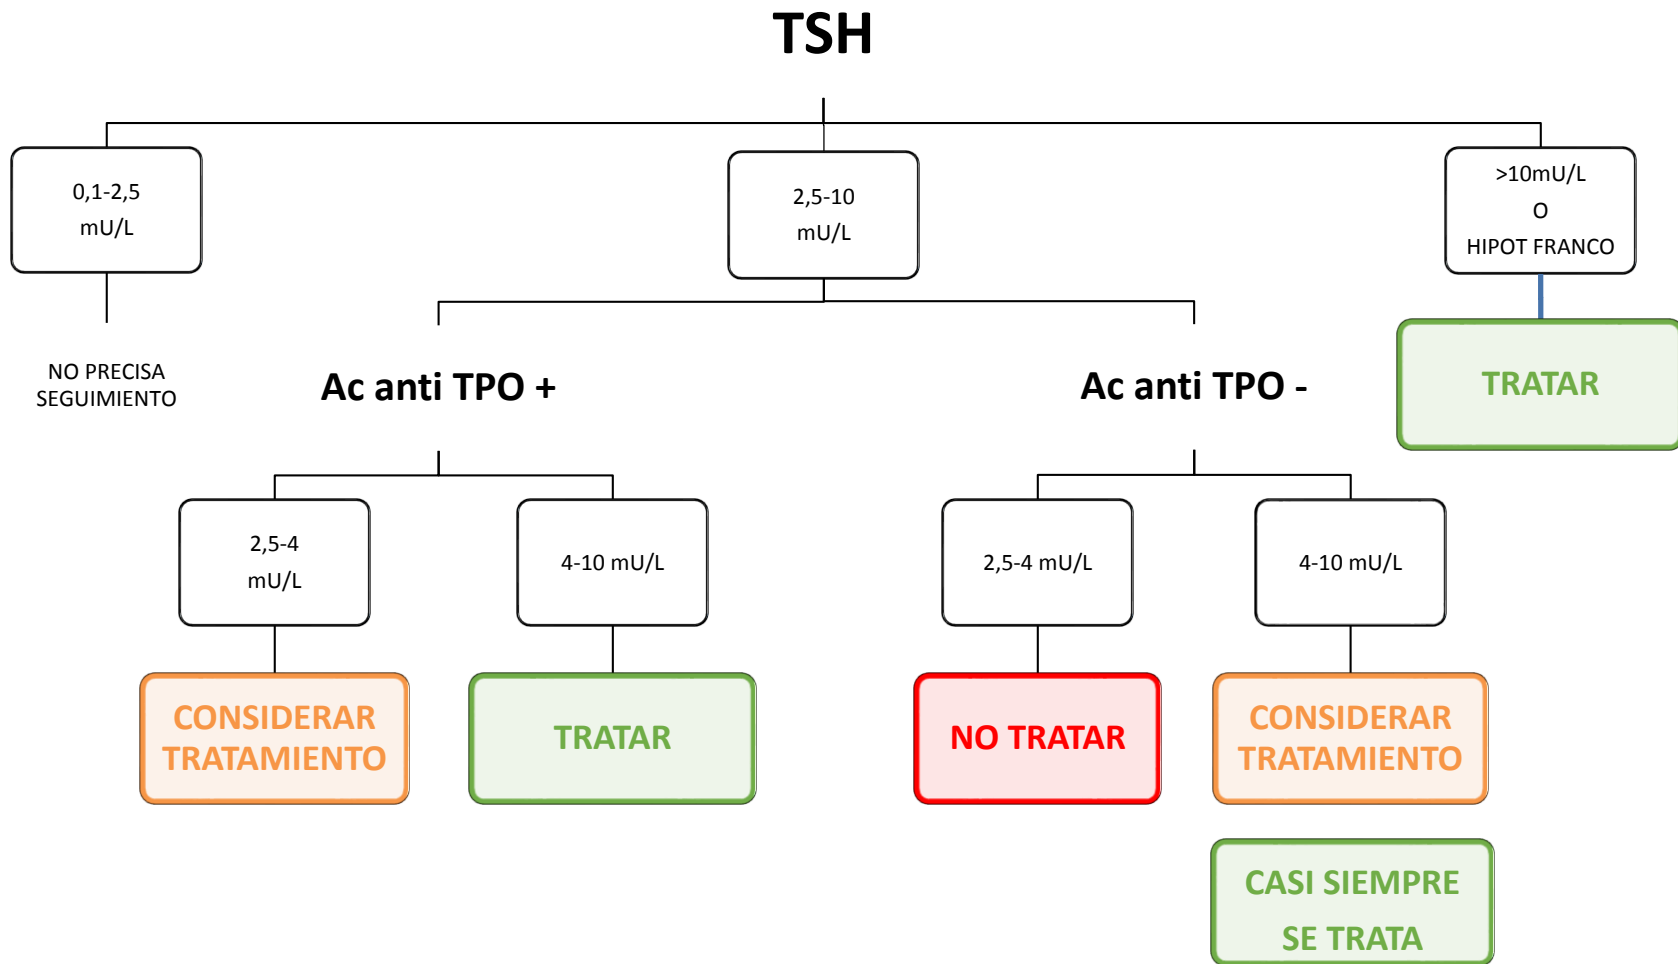 TSH
0,1-2,5
mU/L
2,5-10
mU/L
>10mU/L
O
HIPOT FRANCO
NO PRECISA
SEGUIMIENTO
Ac anti TPO +
Ac anti TPO -
TRATAR
2,5-4
mU/L
4-10 mU/L
2,5-4 mU/L
4-10 mU/L
CONSIDERAR
TRATAMIENTO
TRATAR
NO TRATAR
CONSIDERAR
TRATAMIENTO
CASI SIEMPRE
SE TRATA